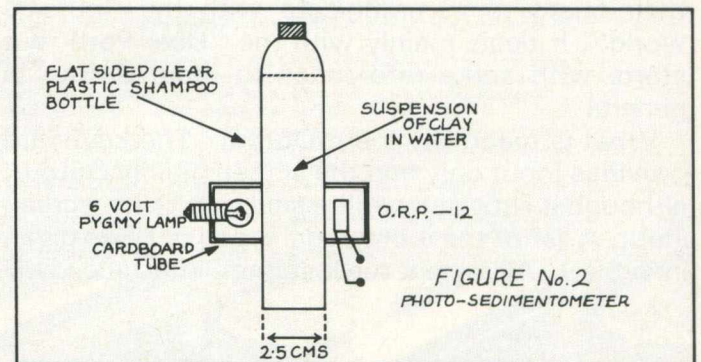 FLAT SIDED CLEAR
PLASTIC SHAMPOO
BOTTLE
SUSPENSION
OF CLAY
IN WATER
6 VOLT
PYGMY LAMP
O.R.P.—12
CARDBOARD
TUBE
FIGURE No.2
PHOTO-SEDIMENTOMETER
2·5 CMS